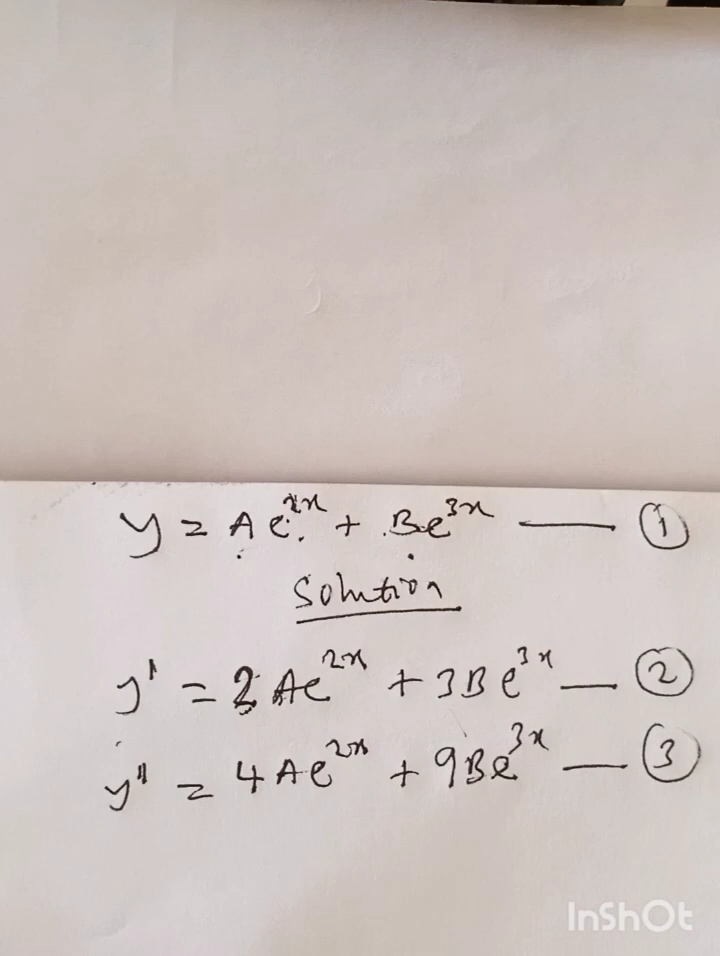 y = Ae^{2x} + Be^{3x} — ①
Solution
y' = 2Ae^{2x} + 3Be^{3x} — ②
y'' = 4Ae^{2x} + 9Be^{3x} — ③
InShOt